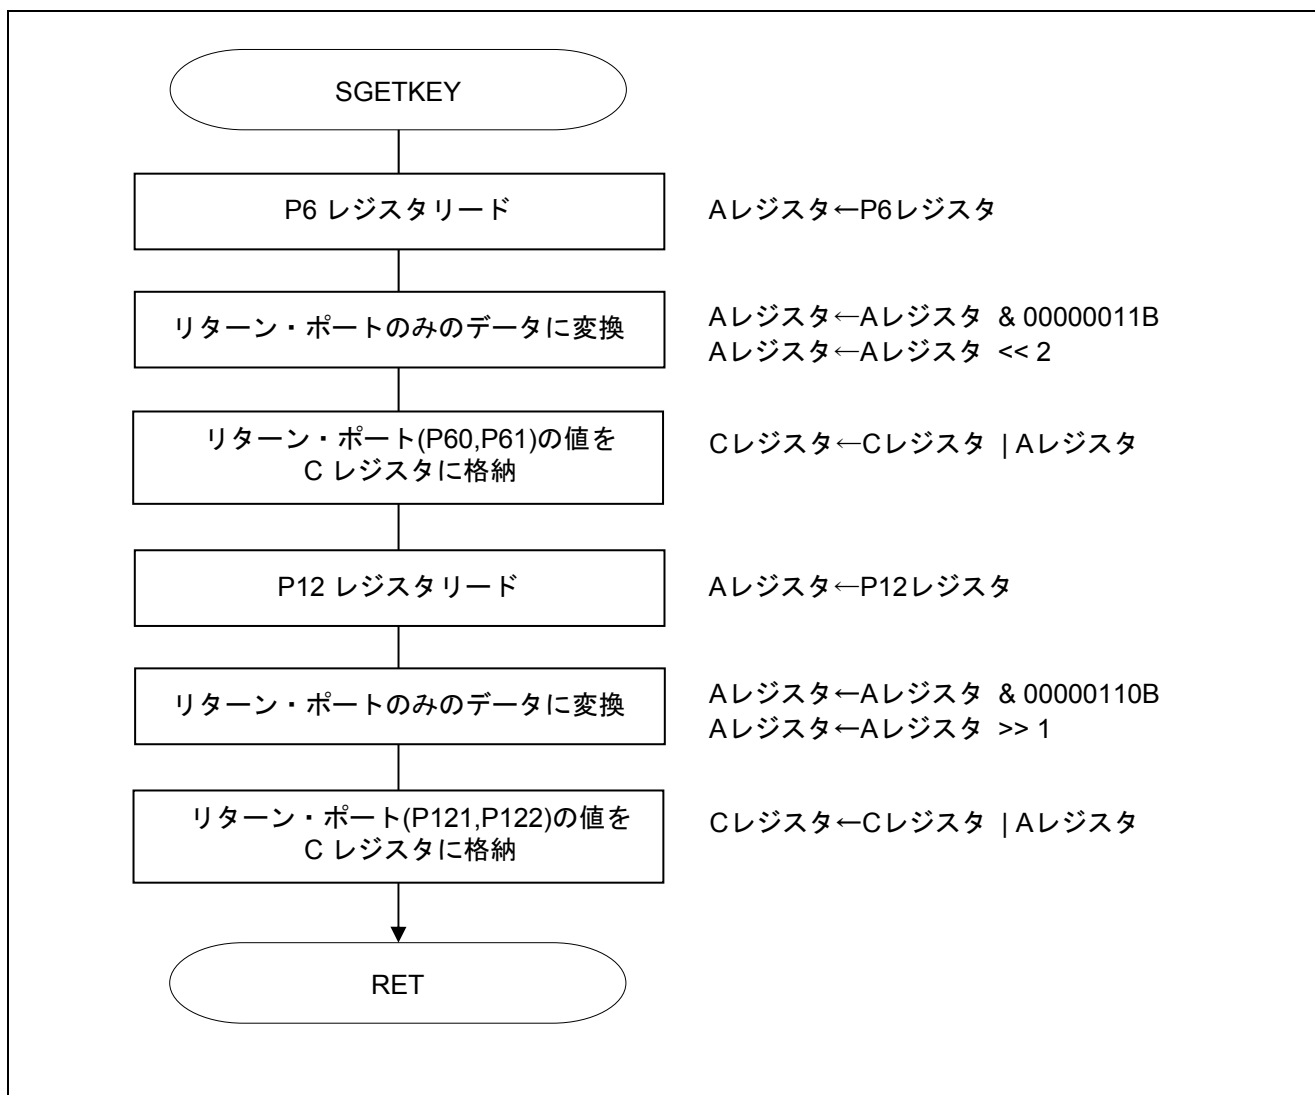 SGETKEY
P6 レジスタリード
Aレジスタ←P6レジスタ
リターン・ポートのみのデータに変換
Aレジスタ←Aレジスタ & 00000011B
Aレジスタ←Aレジスタ << 2
リターン・ポート(P60,P61)の値を
C レジスタに格納
Cレジスタ←Cレジスタ | Aレジスタ
P12 レジスタリード
Aレジスタ←P12レジスタ
リターン・ポートのみのデータに変換
Aレジスタ←Aレジスタ & 00000110B
Aレジスタ←Aレジスタ >> 1
リターン・ポート(P121,P122)の値を
C レジスタに格納
Cレジスタ←Cレジスタ | Aレジスタ
RET